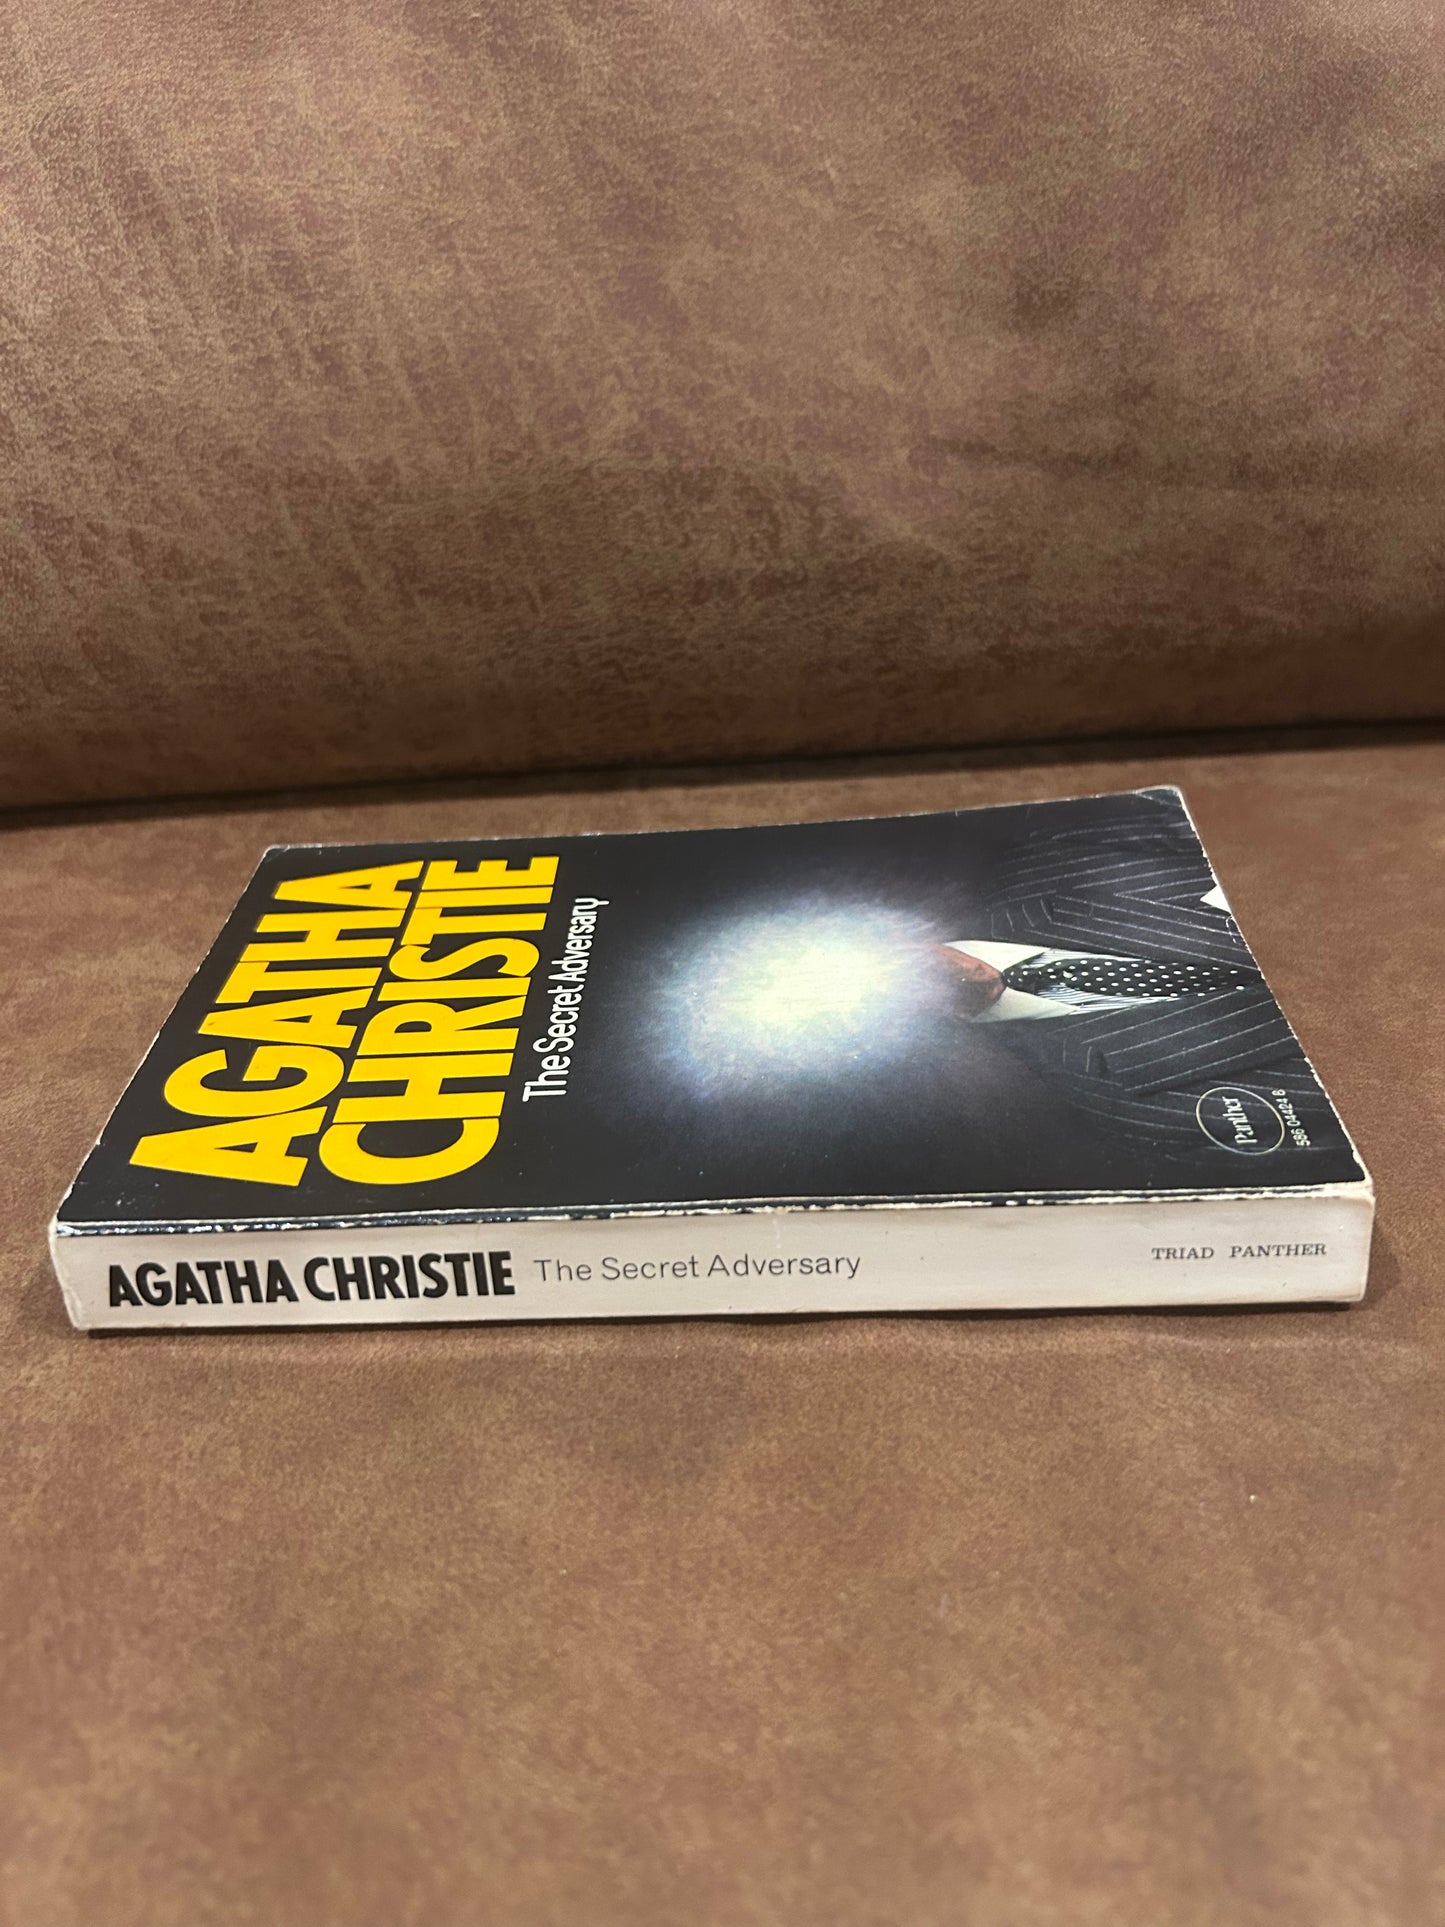 AGATHA
CHRISTIE
The Secret Adversary
Panther
586 04424 6
AGATHA CHRISTIE The Secret Adversary TRIAD PANTHER